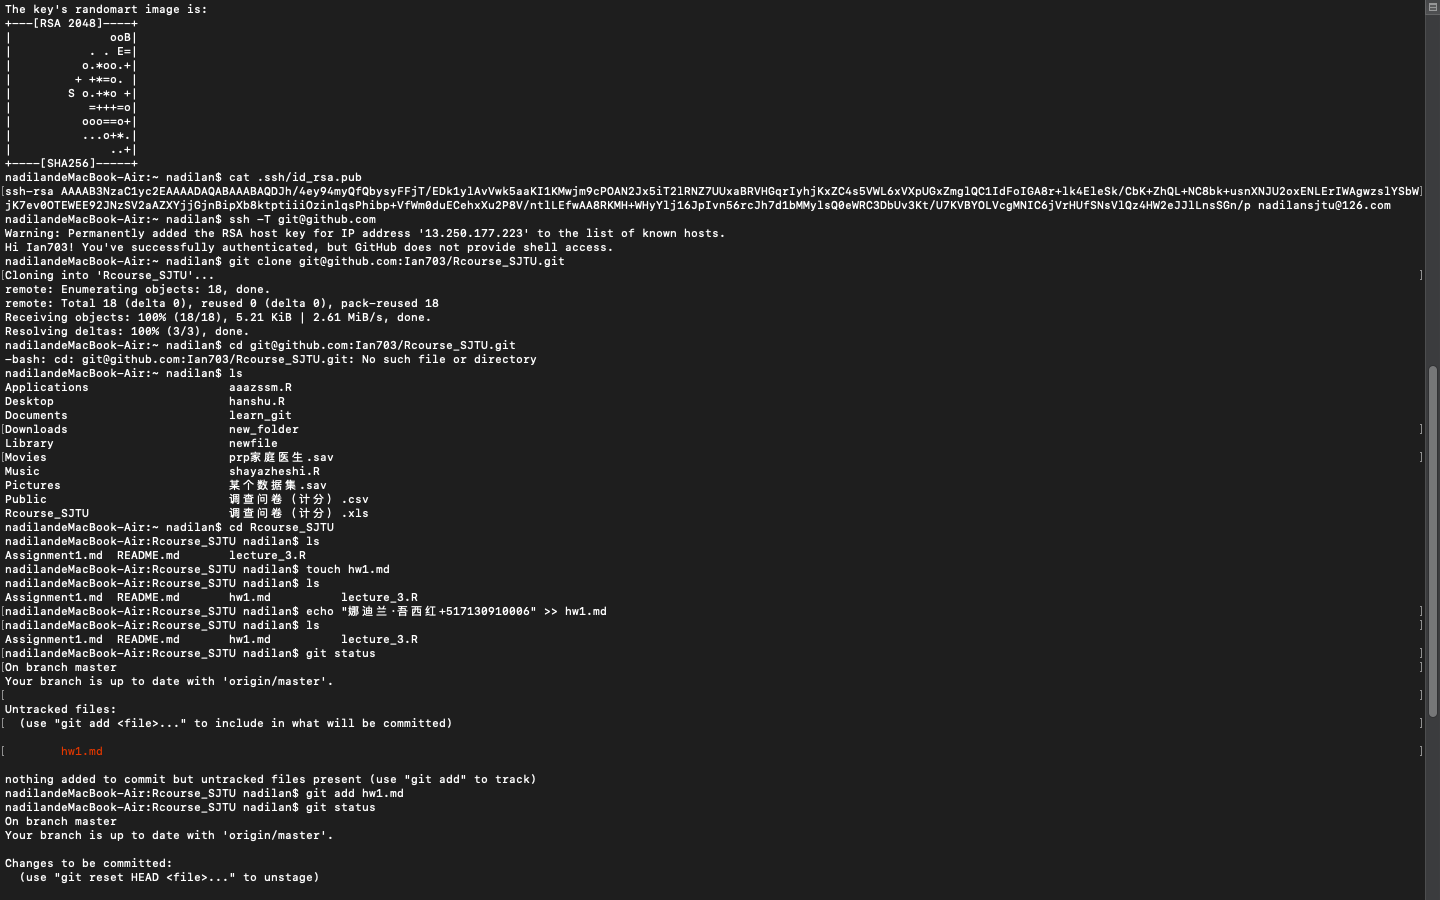 The key's randomart image is:
+---[RSA 2048]----+
|              ooB|
|           . . E=|
|          o.*oo.+|
|         + +*=o. |
|        S o.+*o +|
|           =+++=o|
|          ooo==o+|
|          ...o+*.|
|              ..+|
+----[SHA256]-----+
nadilandeMacBook-Air:~ nadilan$ cat .ssh/id_rsa.pub
ssh-rsa AAAAB3NzaC1yc2EAAAADAQABAAABAQDJh/4ey94myQfQbysyFFjT/EDk1ylAvVwk5aaKI1KMwjm9cPOAN2Jx5iT2lRNZ7UUxaBRVHGqrIyhjKxZC4s5VWL6xVXpUGxZmglQC1IdFoIGA8r+lk4EleSk/CbK+ZhQL+NC8bk+usnXNJU2oxENLErIWAgwzslYSbW
jK7ev0OTEWEE92JNzSV2aAZXYjjGjnBipXb8ktptiiiOzinlqsPhibp+VfWm0duECehxXu2P8V/ntlLEfwAA8RKMH+WHyYlj16JpIvn56rcJh7d1bMMylsQ0eWRC3DbUv3Kt/U7KVBYOLVcgMNIC6jVrHUfSNsVlQz4HW2eJJlLnsSGn/p nadilansjtu@126.com
nadilandeMacBook-Air:~ nadilan$ ssh -T git@github.com
Warning: Permanently added the RSA host key for IP address '13.250.177.223' to the list of known hosts.
Hi Ian703! You've successfully authenticated, but GitHub does not provide shell access.
nadilandeMacBook-Air:~ nadilan$ git clone git@github.com:Ian703/Rcourse_SJTU.git
Cloning into 'Rcourse_SJTU'...
remote: Enumerating objects: 18, done.
remote: Total 18 (delta 0), reused 0 (delta 0), pack-reused 18
Receiving objects: 100% (18/18), 5.21 KiB | 2.61 MiB/s, done.
Resolving deltas: 100% (3/3), done.
nadilandeMacBook-Air:~ nadilan$ cd git@github.com:Ian703/Rcourse_SJTU.git
-bash: cd: git@github.com:Ian703/Rcourse_SJTU.git: No such file or directory
nadilandeMacBook-Air:~ nadilan$ ls
Applications                    aaazssm.R
Desktop                         hanshu.R
Documents                       learn_git
Downloads                       new_folder
Library                         newfile
Movies                          prp家庭医生.sav
Music                           shayazheshi.R
Pictures                        某个数据集.sav
Public                          调查问卷（计分）.csv
Rcourse_SJTU                    调查问卷（计分）.xls
nadilandeMacBook-Air:~ nadilan$ cd Rcourse_SJTU
nadilandeMacBook-Air:Rcourse_SJTU nadilan$ ls
Assignment1.md  README.md       lecture_3.R
nadilandeMacBook-Air:Rcourse_SJTU nadilan$ touch hw1.md
nadilandeMacBook-Air:Rcourse_SJTU nadilan$ ls
Assignment1.md  README.md       hw1.md          lecture_3.R
nadilandeMacBook-Air:Rcourse_SJTU nadilan$ echo "娜迪兰·吾西红+517130910006" >> hw1.md
nadilandeMacBook-Air:Rcourse_SJTU nadilan$ ls
Assignment1.md  README.md       hw1.md          lecture_3.R
nadilandeMacBook-Air:Rcourse_SJTU nadilan$ git status
On branch master
Your branch is up to date with 'origin/master'.
Untracked files:
  (use "git add <file>..." to include in what will be committed)
        hw1.md
nothing added to commit but untracked files present (use "git add" to track)
nadilandeMacBook-Air:Rcourse_SJTU nadilan$ git add hw1.md
nadilandeMacBook-Air:Rcourse_SJTU nadilan$ git status
On branch master
Your branch is up to date with 'origin/master'.
Changes to be committed:
  (use "git reset HEAD <file>..." to unstage)